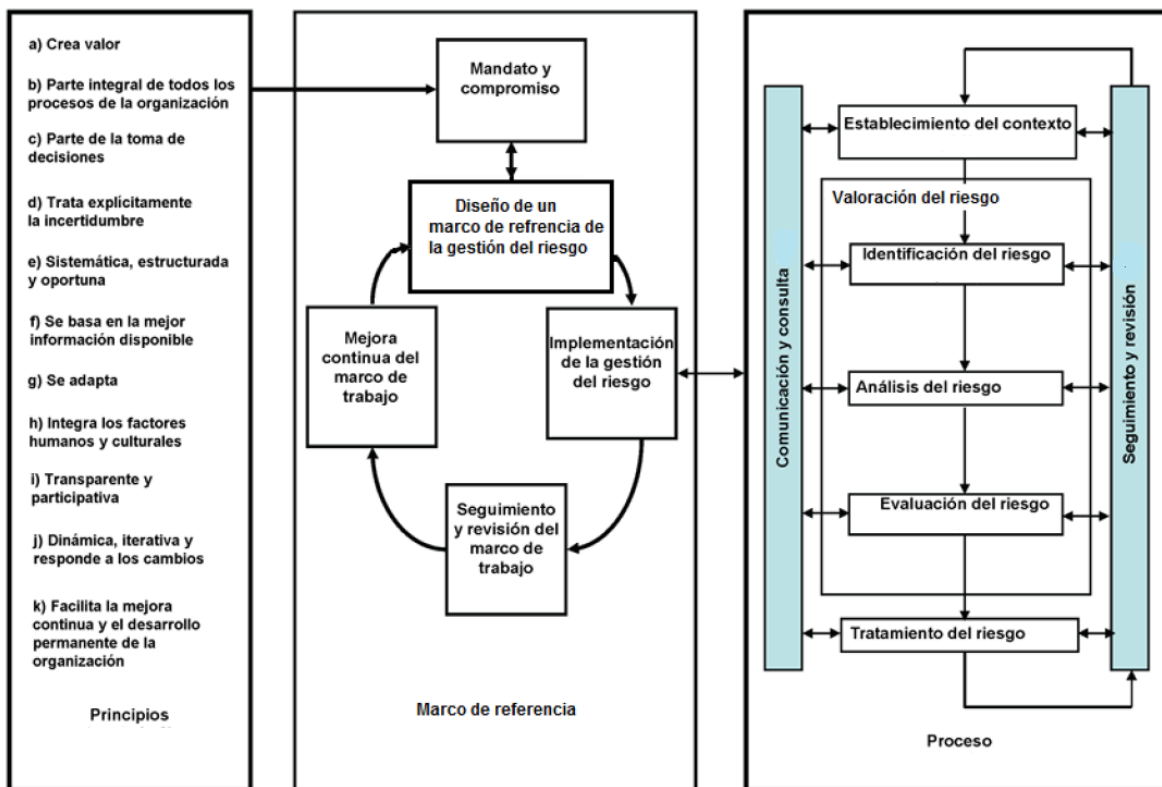 a) Crea valor
b) Parte integral de todos los
procesos de la organización
c) Parte de la toma de
decisiones
d) Trata explícitamente
la incertidumbre
e) Sistemática, estructurada
y oportuna
f) Se basa en la mejor
información disponible
g) Se adapta
h) Integra los factores
humanos y culturales
i) Transparente y
participativa
j) Dinámica, iterativa y
responde a los cambios
k) Facilita la mejora
continua y el desarrollo
permanente de la
organización
Principios
Mandato y
compromiso
Diseño de un
marco de refrencia de
la gestión del riesgo
Mejora
continua del
marco de
trabajo
Implementación
de la gestión
del riesgo
Seguimiento
y revisión del
marco de
trabajo
Marco de referencia
Comunicación y consulta
Establecimiento del contexto
Valoración del riesgo
Identificación del riesgo
Análisis del riesgo
Evaluación del riesgo
Tratamiento del riesgo
Seguimiento y revisión
Proceso